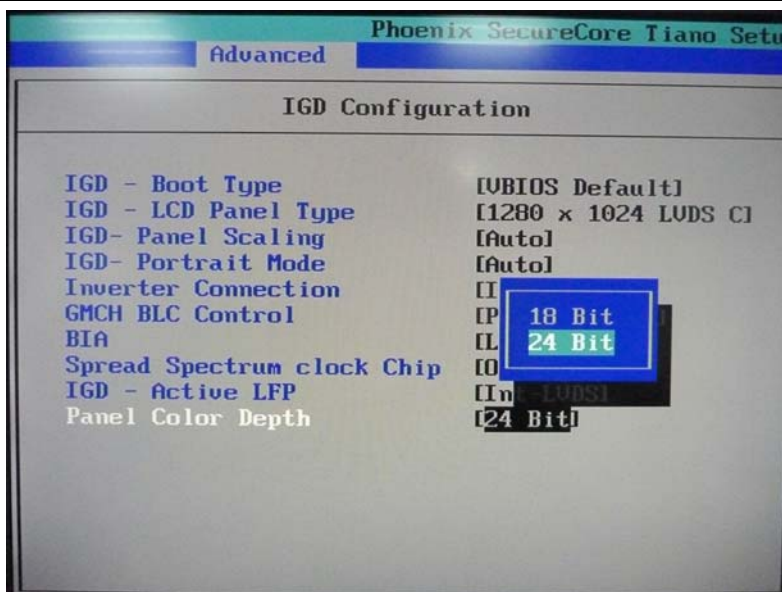 Phoenix SecureCore Tiano Setu
Advanced
IGD Configuration
IGD - Boot Type [VBIOS Default]
IGD - LCD Panel Type [1280 x 1024 LVDS C]
IGD- Panel Scaling [Auto]
IGD- Portrait Mode [Auto]
Inverter Connection [I
GMCH BLC Control [P
18 Bit
BIA [L
24 Bit
Spread Spectrum clock Chip [O
IGD - Active LFP [Int-LVDS]
Panel Color Depth [24 Bit]